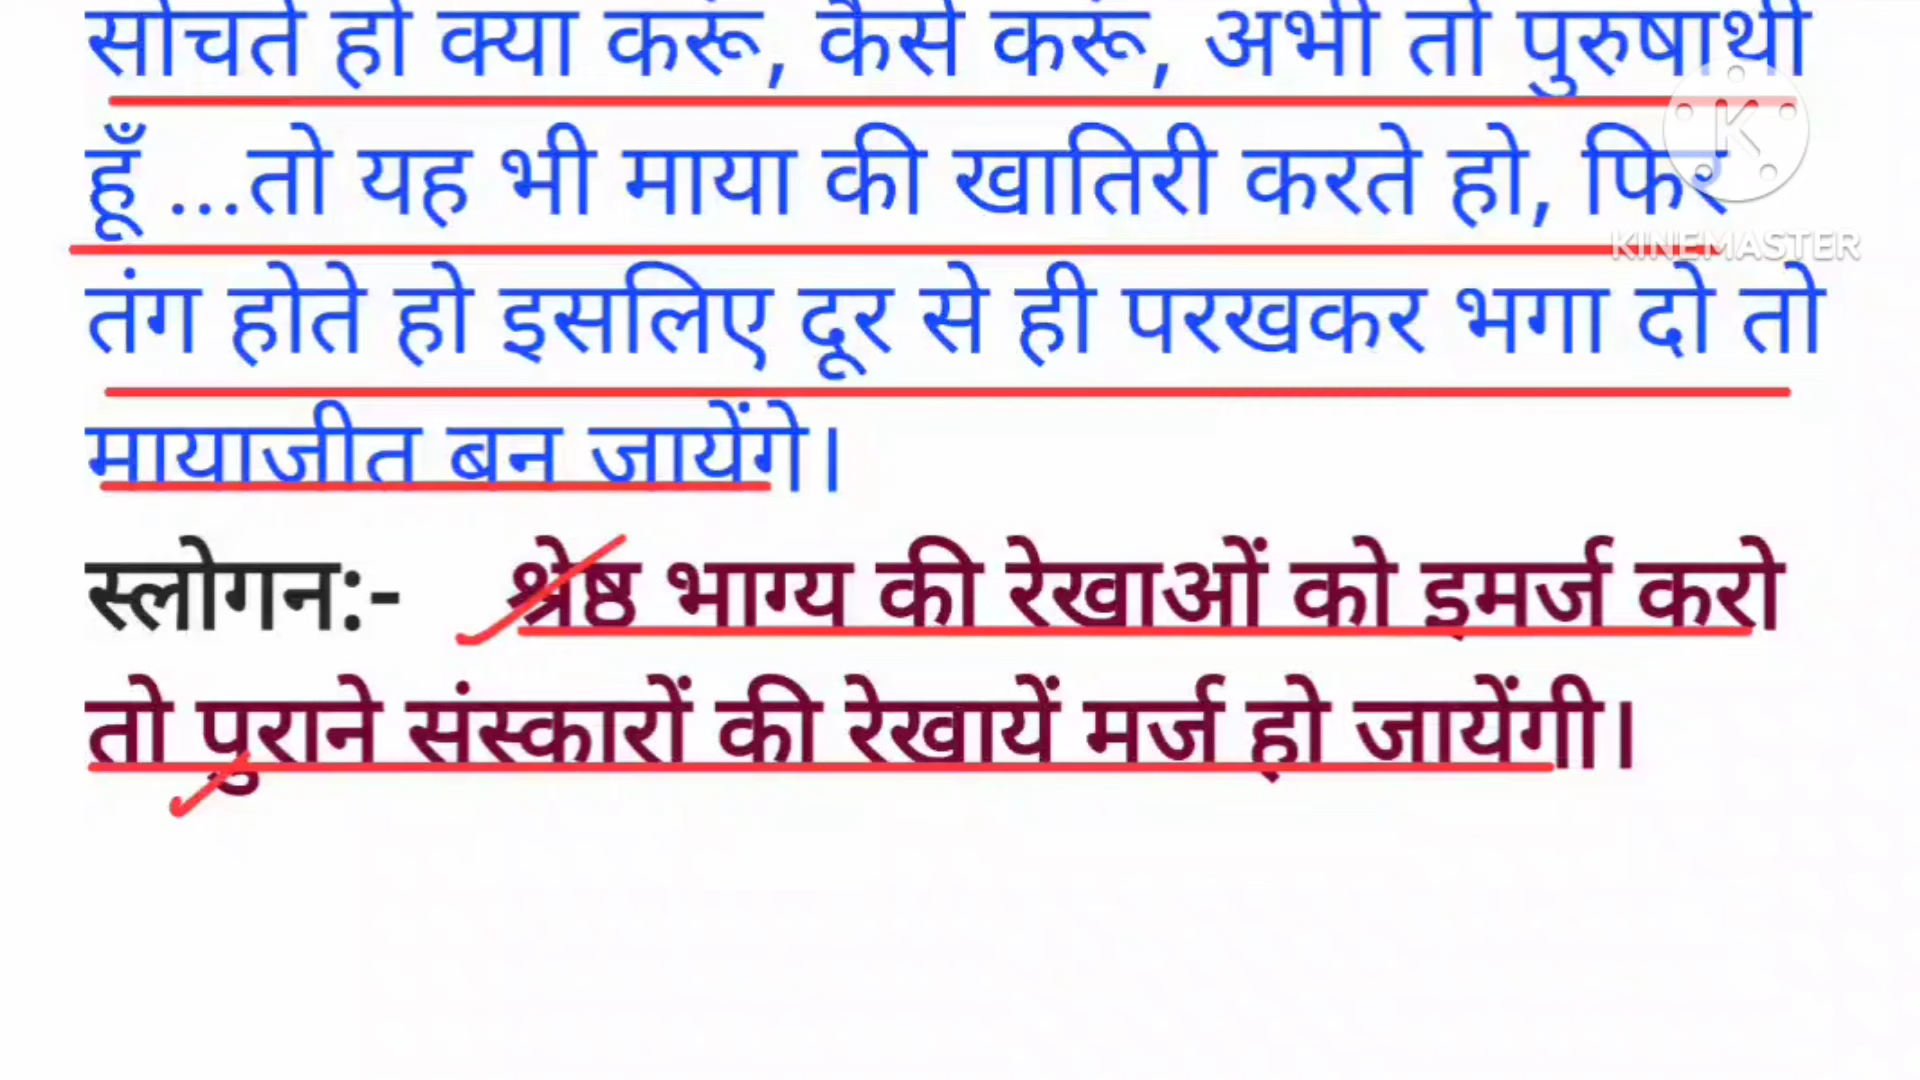 सोचते हो क्या करूं, कैसे करूं, अभी तो पुरुषार्थी
हूँ ...तो यह भी माया की खातिरी करते हो, फिर
तंग होते हो इसलिए दूर से ही परखकर भगा दो तो
मायाजीत बन जायेंगे।
स्लोगन:- श्रेष्ठ भाग्य की रेखाओं को इमर्ज करो
तो पुराने संस्कारों की रेखायें मर्ज हो जायेंगी।
K
KINEMASTER